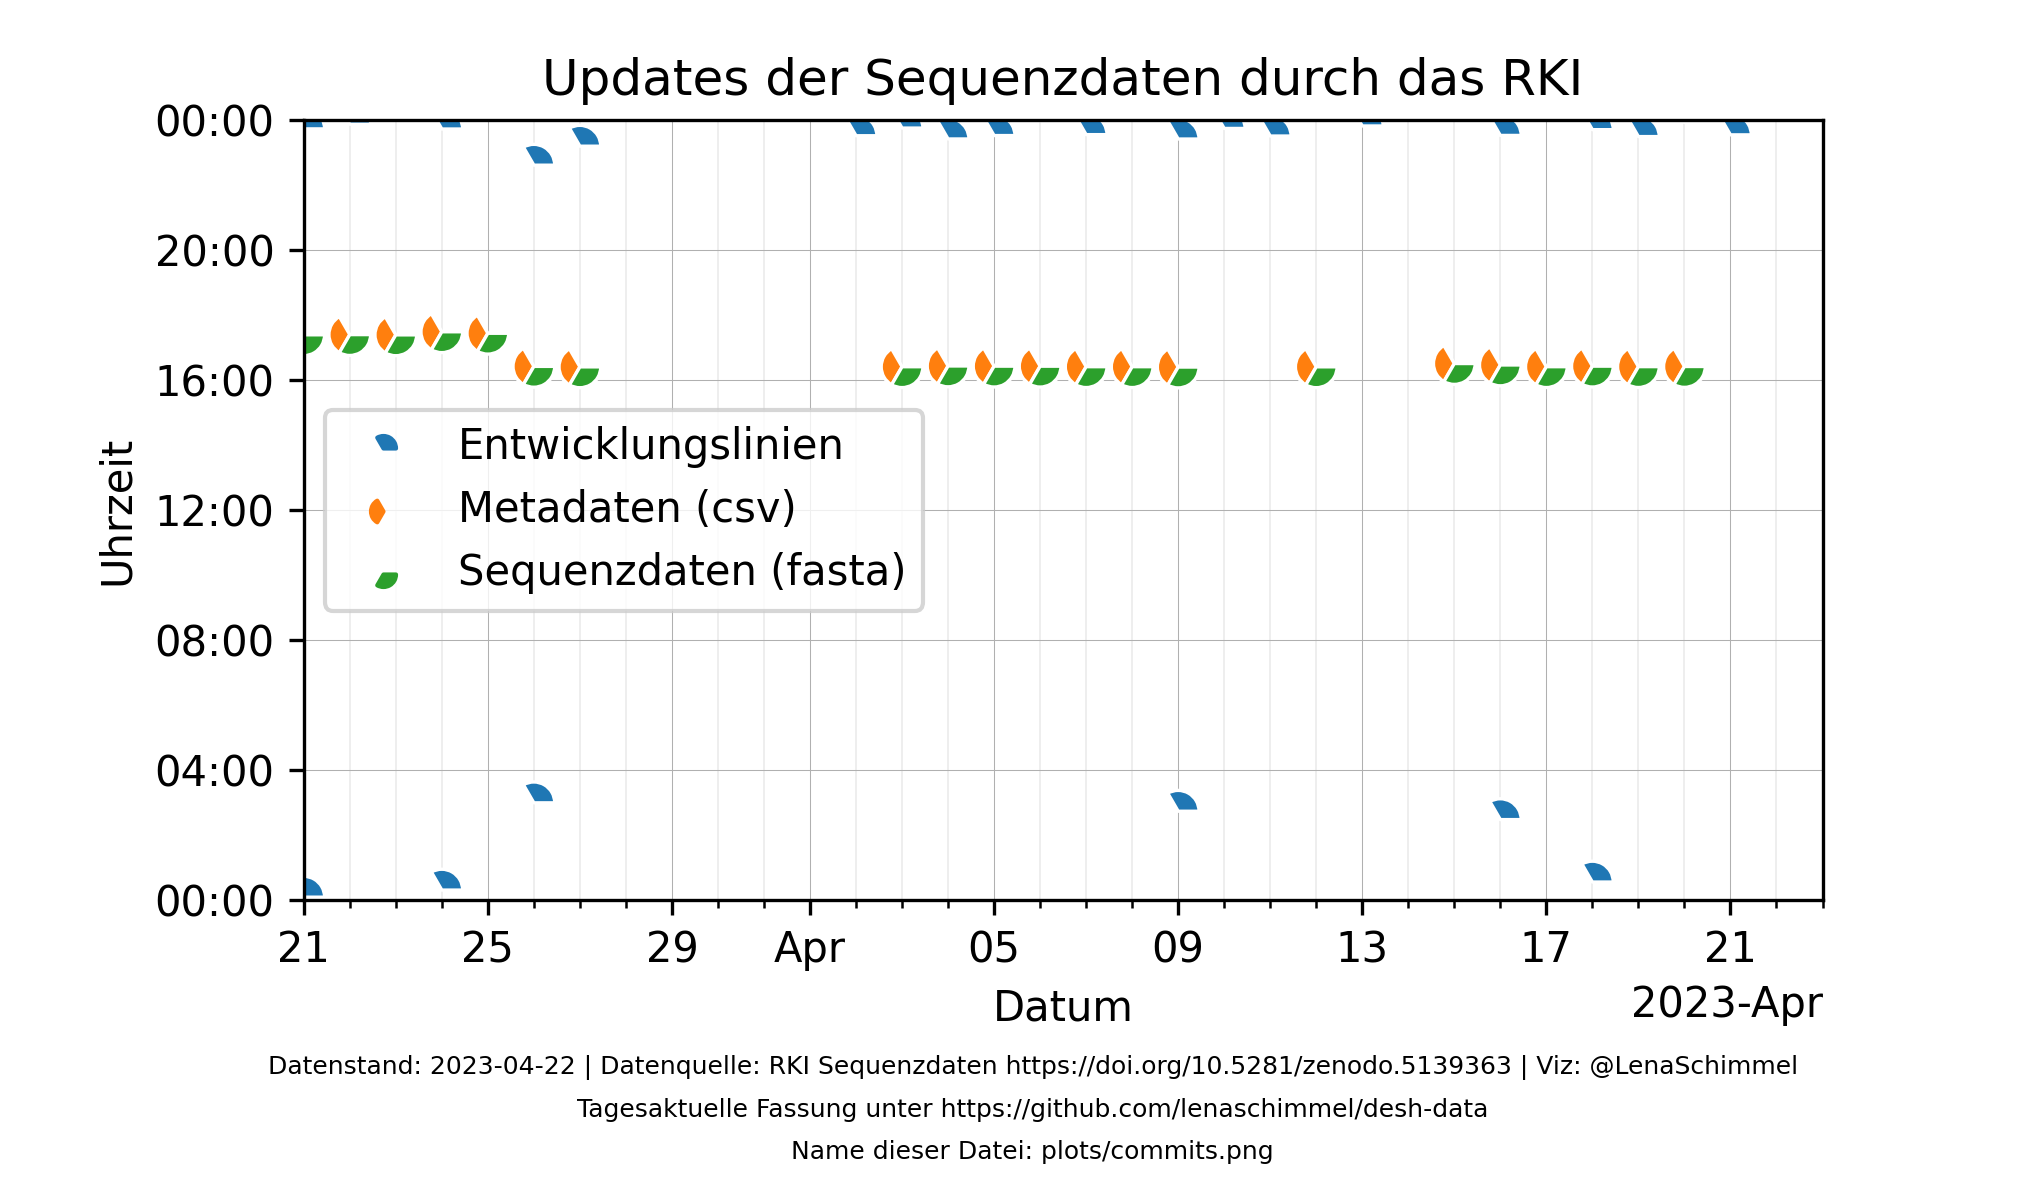 Updates der Sequenzdaten durch das RKI
00:00
20:00
16:00
12:00
08:00
04:00
00:00
Uhrzeit
Entwicklungslinien
Metadaten (csv)
Sequenzdaten (fasta)
21 25 29 Apr 05 09 13 17 21
Datum
2023-Apr
Datenstand: 2023-04-22 | Datenquelle: RKI Sequenzdaten https://doi.org/10.5281/zenodo.5139363 | Viz: @LenaSchimmel
Tagesaktuelle Fassung unter https://github.com/lenaschimmel/desh-data
Name dieser Datei: plots/commits.png